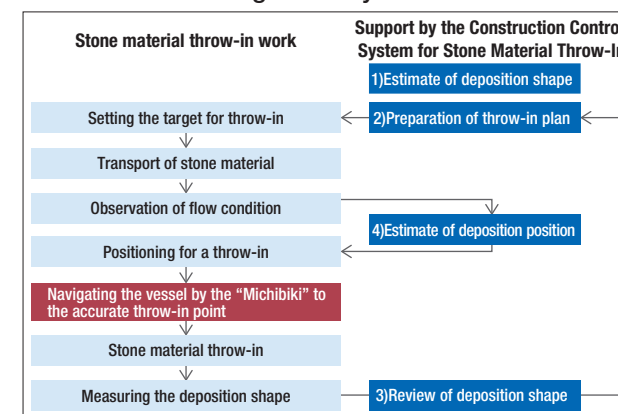 Stone material throw-in work
Support by the Construction Contro
System for Stone Material Throw-I
1)Estimate of deposition shape
Setting the target for throw-in
2)Preparation of throw-in plan
Transport of stone material
Observation of flow condition
4)Estimate of deposition position
Positioning for a throw-in
Navigating the vessel by the “Michibiki” to
the accurate throw-in point
Stone material throw-in
Measuring the deposition shape
3)Review of deposition shape